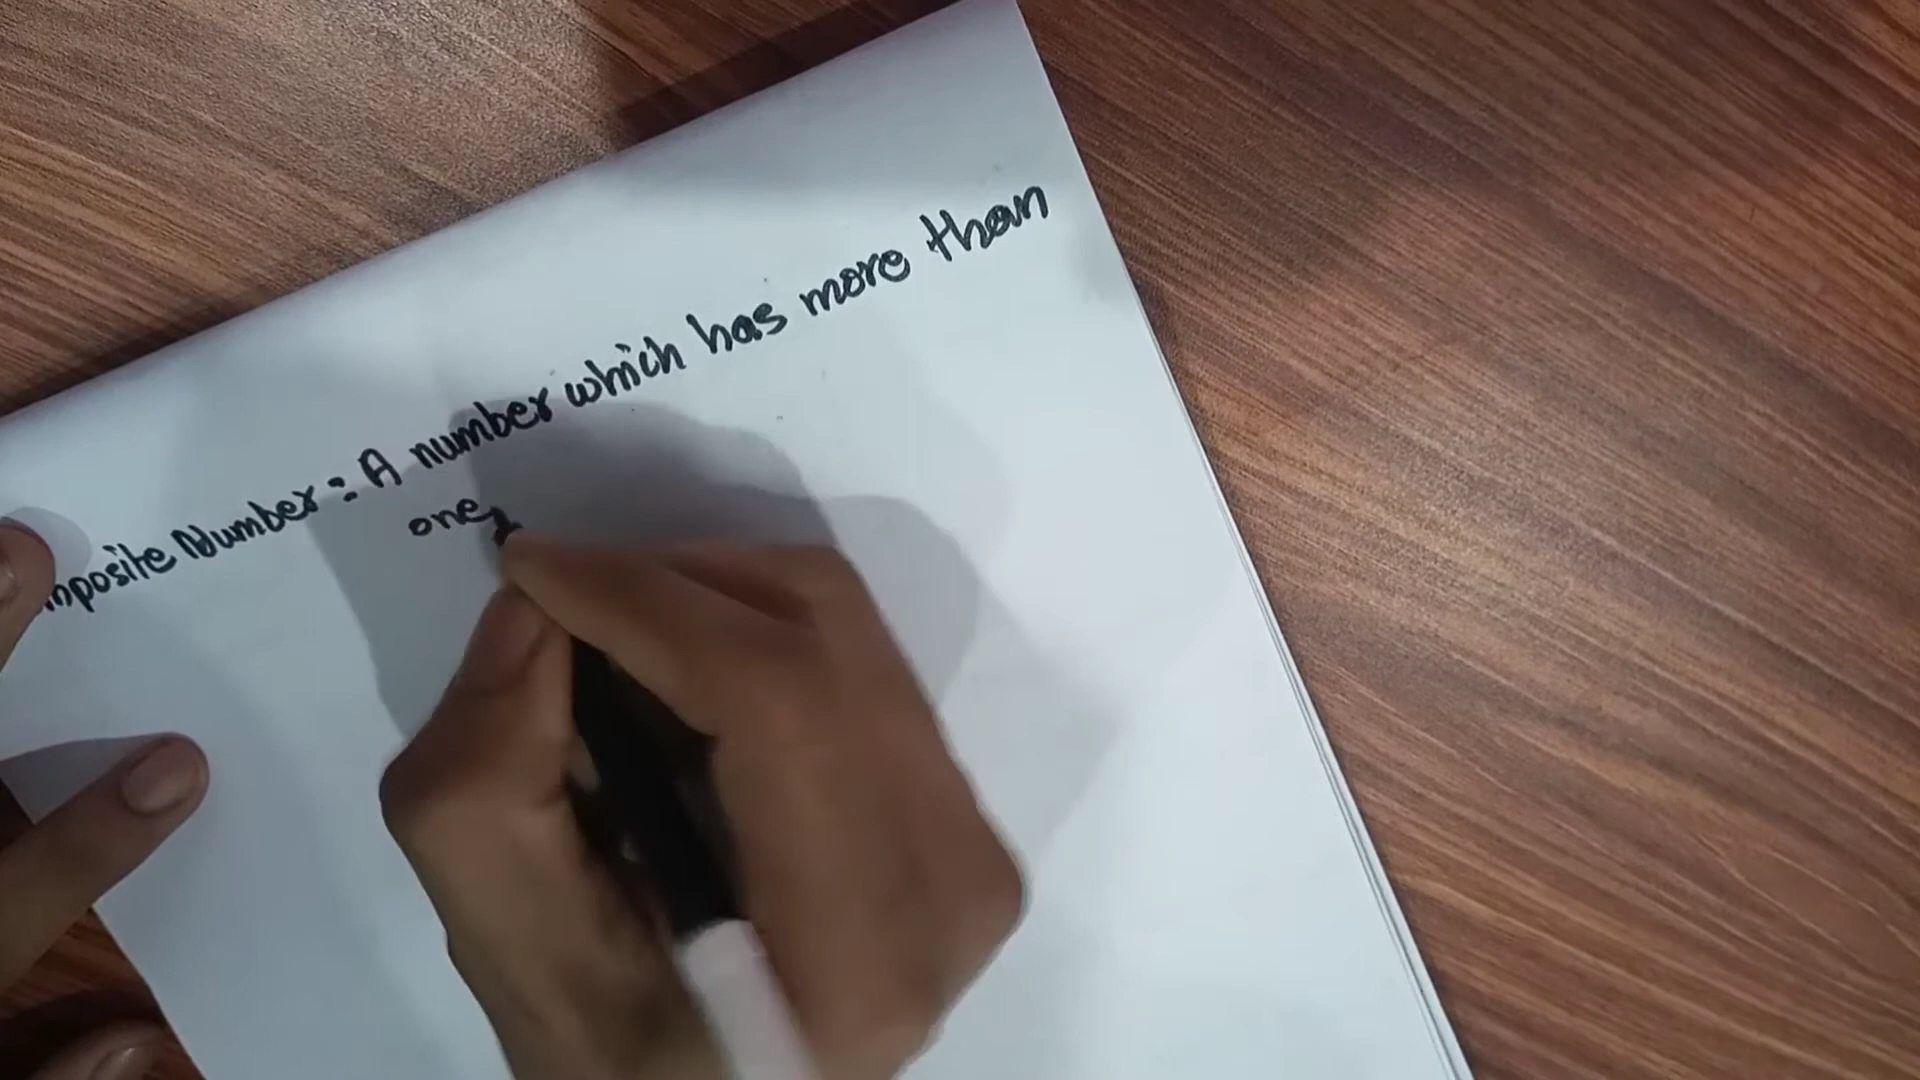 mposite Number:- A number which has more than
one,